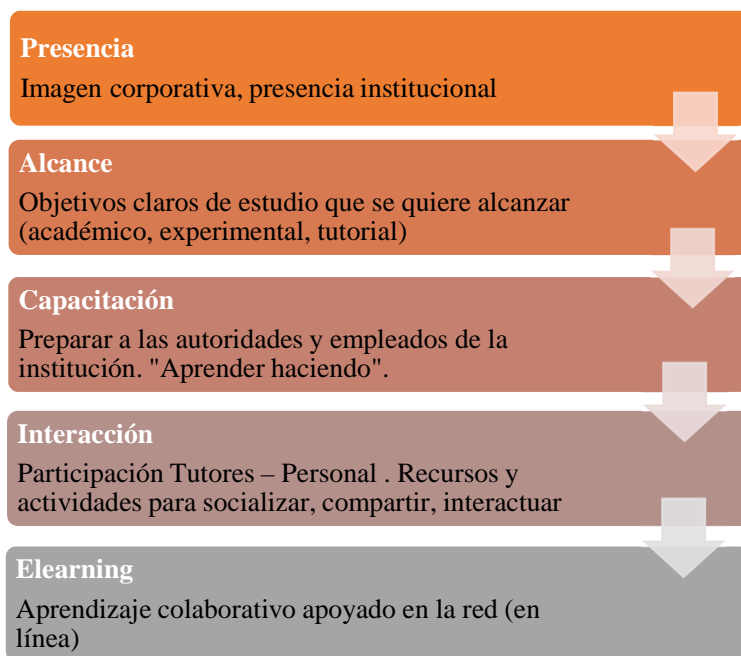 Presencia
Imagen corporativa, presencia institucional
Alcance
Objetivos claros de estudio que se quiere alcanzar
(académico, experimental, tutorial)
Capacitación
Preparar a las autoridades y empleados de la
institución. "Aprender haciendo".
Interacción
Participación Tutores – Personal . Recursos y
actividades para socializar, compartir, interactuar
Elearning
Aprendizaje colaborativo apoyado en la red (en
línea)